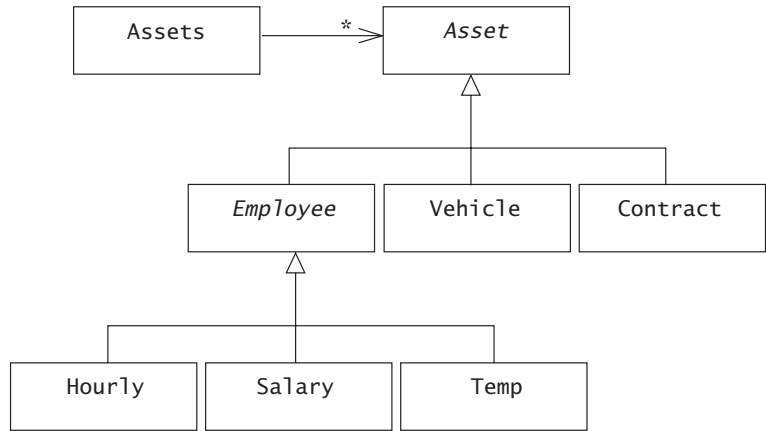 Assets
*
Asset
Employee
Vehicle
Contract
Hourly
Salary
Temp